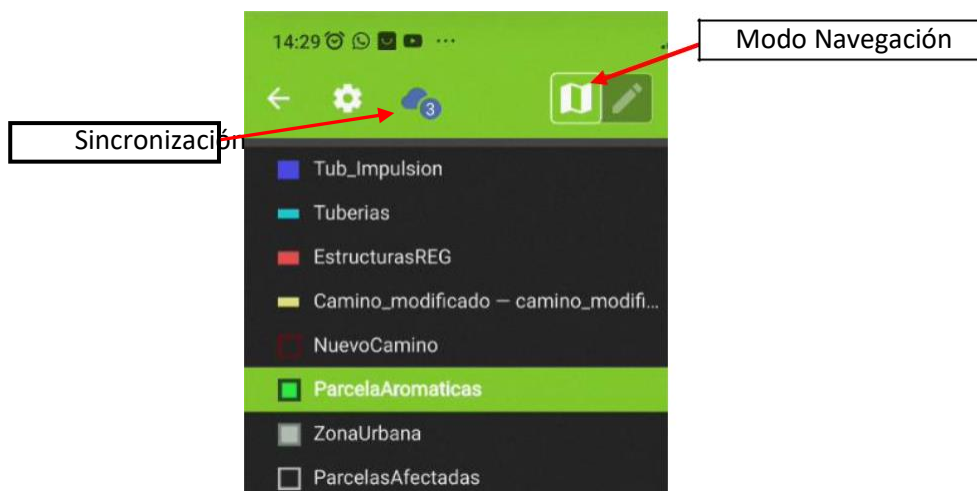 14:29
Modo Navegación
3
Sincronización
Tub_Impulsion
Tuberias
EstructurasREG
Camino_modificado — camino_modifi...
NuevoCamino
ParcelaAromaticas
ZonaUrbana
ParcelasAfectadas